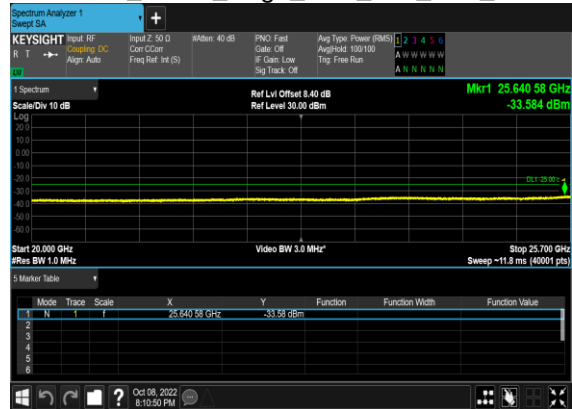 Spectrum Analyzer 1
Swept SA
+
KEYSIGHT Input: RF Input Z: 50 Ω #Atten: 40 dB PNO: Fast Avg Type: Power (RMS) 1 2 3 4 5 6
R T Coupling: DC Corr CCorr Gate: Off Avg|Hold: 100/100 A W W W W W
Align: Auto Freq Ref: Int (S) IF Gain: Low Trig: Free Run
Sig Track: Off A N N N N N
1 Spectrum Ref Lvl Offset 8.40 dB Mkr1 25.640 58 GHz
Scale/Div 10 dB Ref Level 30.00 dBm -33.584 dBm
Log
20.0
10.0
0.00
-10.0
-20.0
-30.0
-40.0
-50.0
-60.0
Start 20.000 GHz Video BW 3.0 MHz* Stop 25.700 GHz
#Res BW 1.0 MHz Sweep ~11.8 ms (40001 pts)
5 Marker Table
Mode Trace Scale X Y Function Function Width Function Value
1 N 1 f 25.640 58 GHz -33.58 dBm
2
3
4
5
6
? Oct 08, 2022
8:10:50 PM